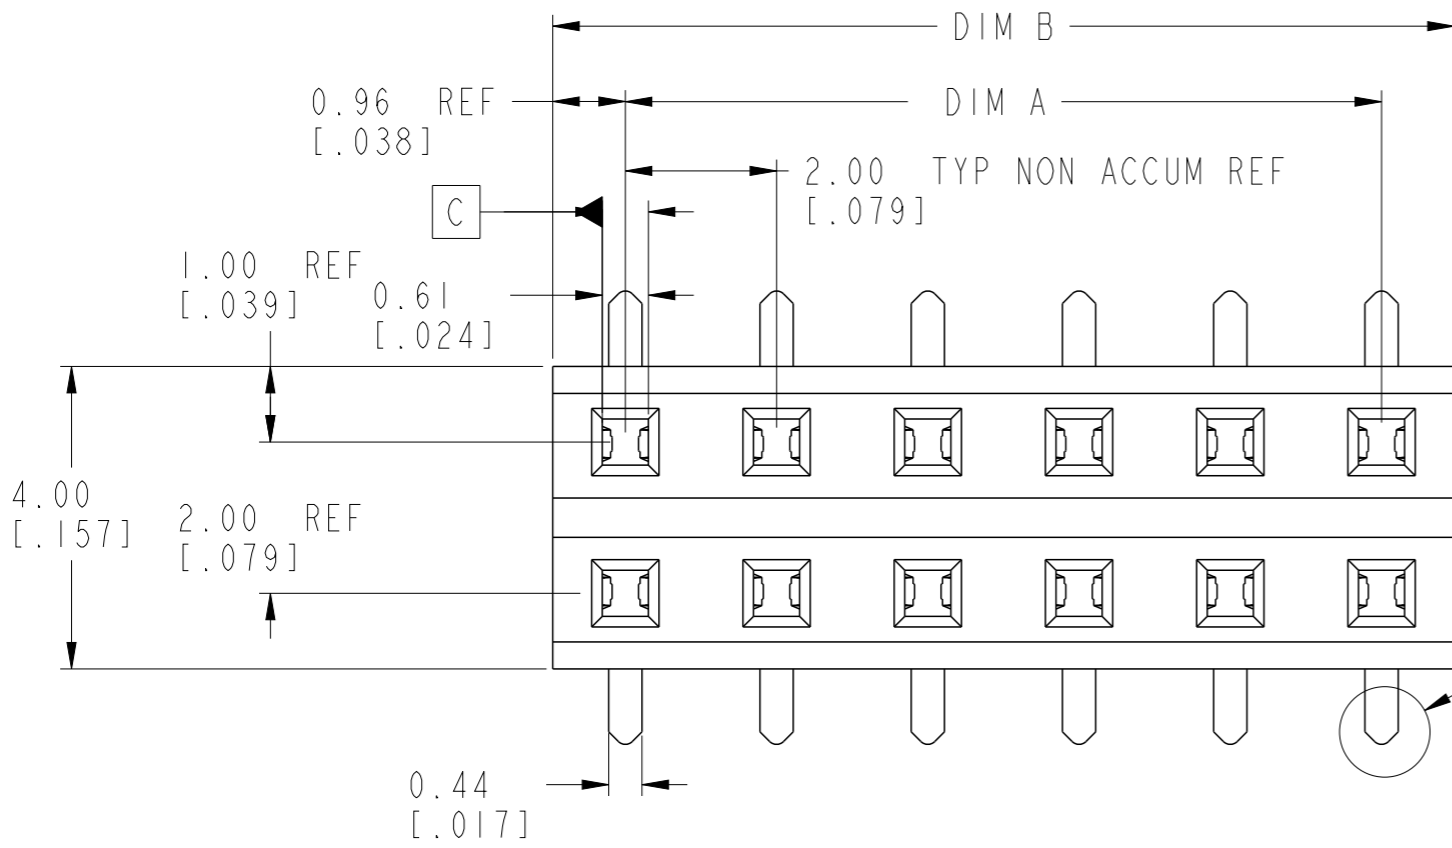 DIM B
0.96 REF
[.038]
DIM A
2.00 TYP NON ACCUM REF
[.079]
C
1.00 REF
[.039]
0.61
[.024]
4.00
[.157]
2.00 REF
[.079]
0.44
[.017]